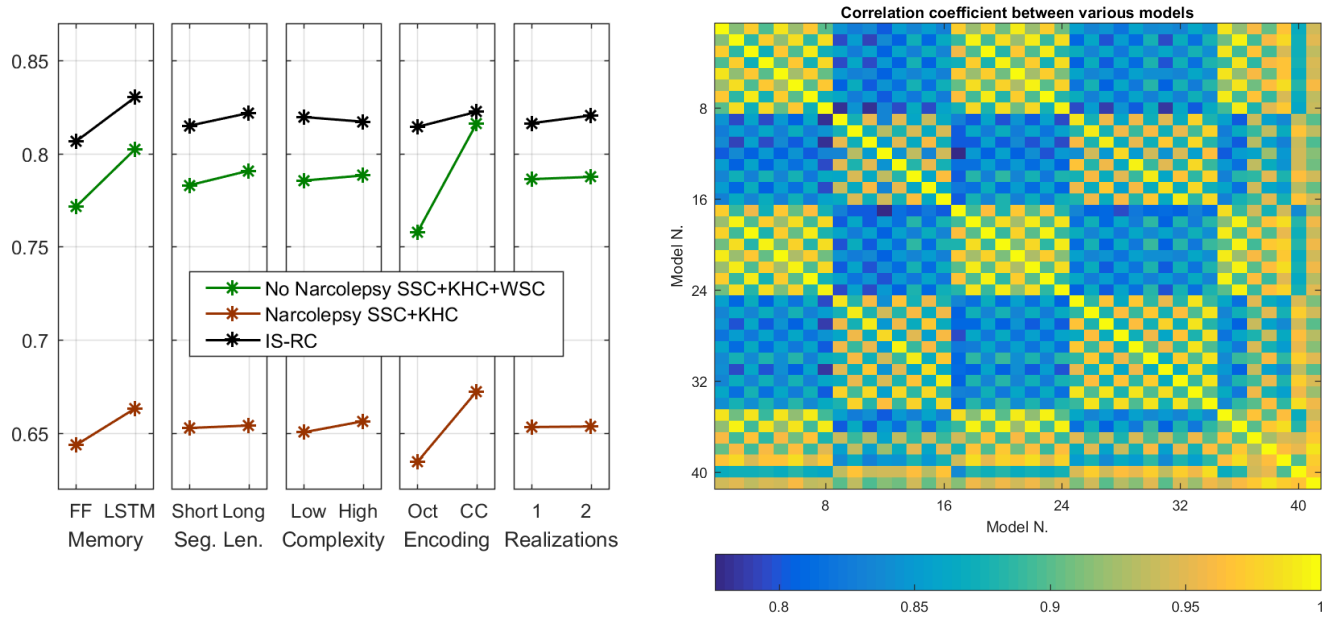 0.85
0.8
0.75
0.7
0.65
No Narcolepsy SSC+KHC+WSC
Narcolepsy SSC+KHC
IS-RC
FF LSTM
Memory
Short Long
Seg. Len.
Low High
Complexity
Oct CC
Encoding
1 2
Realizations
Correlation coefficient between various models
Model N.
8
16
24
32
40
8 16 24 32 40
Model N.
0.8 0.85 0.9 0.95 1